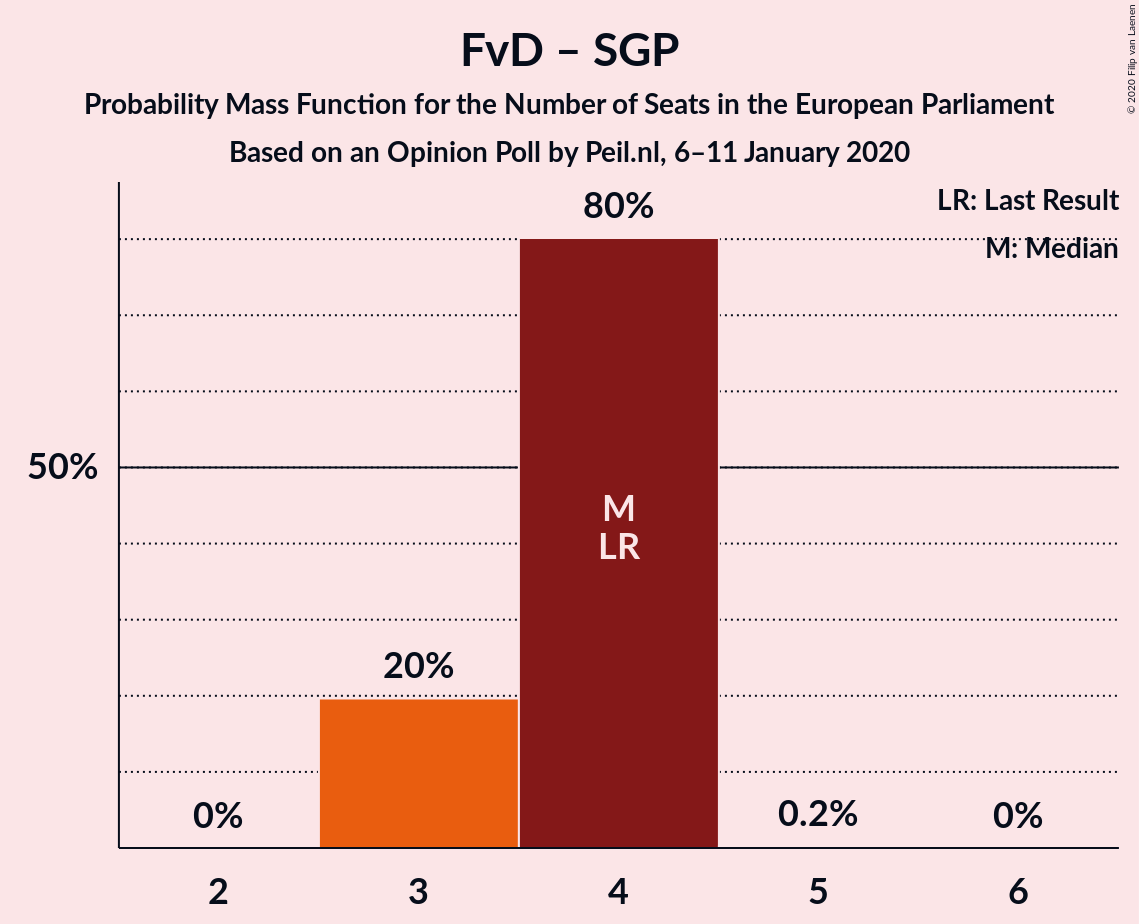 FvD – SGP
Probability Mass Function for the Number of Seats in the European Parliament
Based on an Opinion Poll by Peil.nl, 6–11 January 2020
© 2020 Filip van Laenen
LR: Last Result
M: Median
80%
50%
M
LR
20%
0%
0.2%
0%
2 3 4 5 6